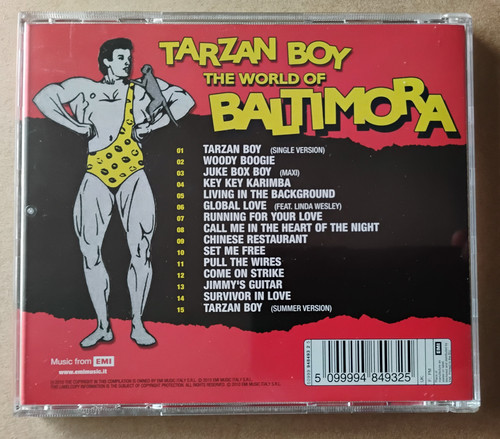 TARZAN BOY
THE WORLD OF
BALTIMORA
01 TARZAN BOY (SINGLE VERSION)
02 WOODY BOOGIE
03 JUKE BOX BOY (MAXI)
04 KEY KEY KARIMBA
05 LIVING IN THE BACKGROUND
06 GLOBAL LOVE (FEAT. LINDA WESLEY)
07 RUNNING FOR YOUR LOVE
08 CALL ME IN THE HEART OF THE NIGHT
09 CHINESE RESTAURANT
10 SET ME FREE
11 PULL THE WIRES
12 COME ON STRIKE
13 JIMMY'S GUITAR
14 SURVIVOR IN LOVE
15 TARZAN BOY (SUMMER VERSION)
Music from EMI
www.emimusic.it
5 099994 849325
EMI